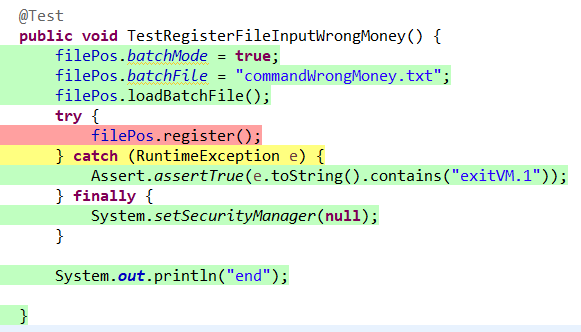 @Test
public void TestRegisterFileInputWrongMoney() {
filePos.batchMode = true;
filePos.batchFile = "commandWrongMoney.txt";
filePos.loadBatchFile();
try {
filePos.register();
} catch (RuntimeException e) {
Assert.assertTrue(e.toString().contains("exitVM.1"));
} finally {
System.setSecurityManager(null);
}
System.out.println("end");
}